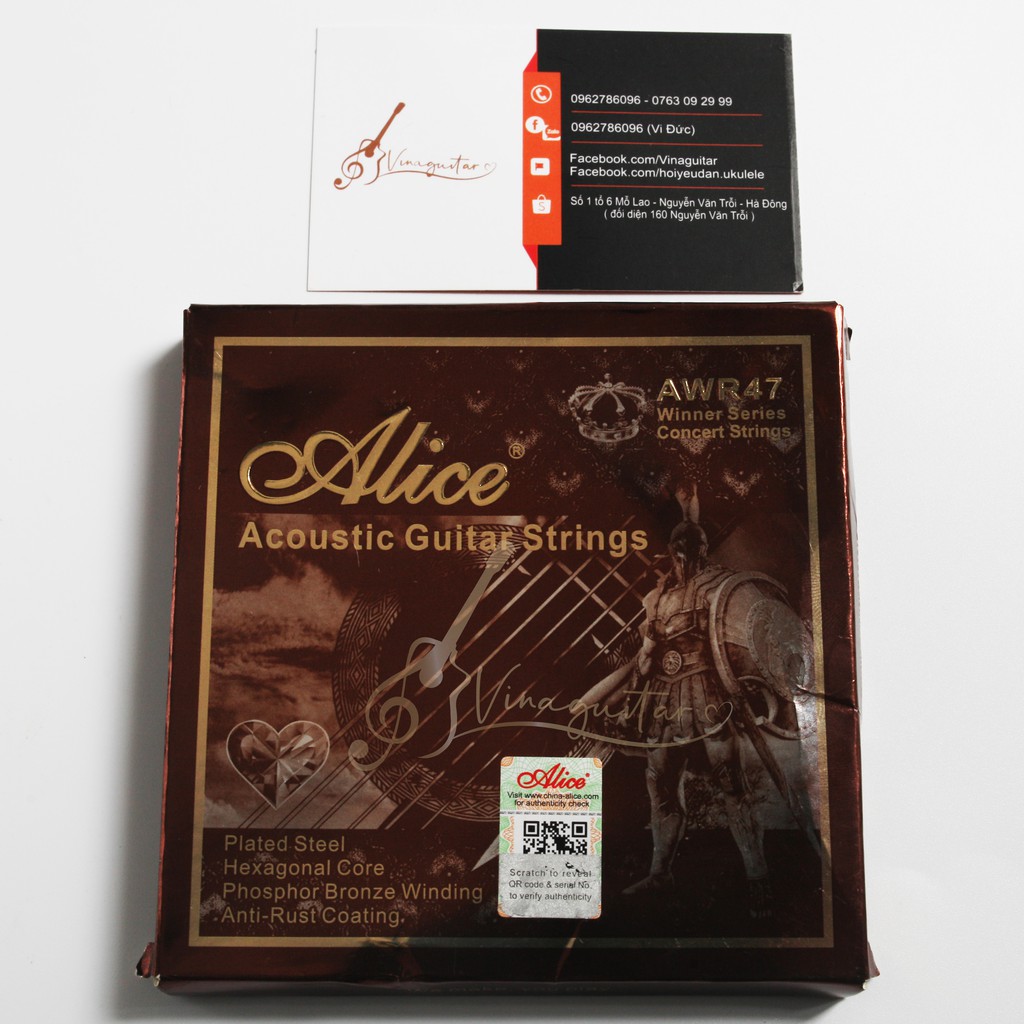 Vinaguitar
0962786096 - 0763 09 29 99
0962786096 (Vi Đức)
Facebook.com/Vinaguitar
Facebook.com/hoiyeudan.ukulele
Số 1 tổ 6 Mỗ Lao - Nguyễn Văn Trỗi - Hà Đông
( đối diện 160 Nguyễn Văn Trỗi )
AWR47
Winner Series
Concert Strings
Alice®
Acoustic Guitar Strings
Vinaguitar
Alice®
Visit www.china-alice.com
for authenticity check
Scratch to reveal
QR code & serial No.
to verify authenticity
Plated Steel
Hexagonal Core
Phosphor Bronze Winding
Anti-Rust Coating